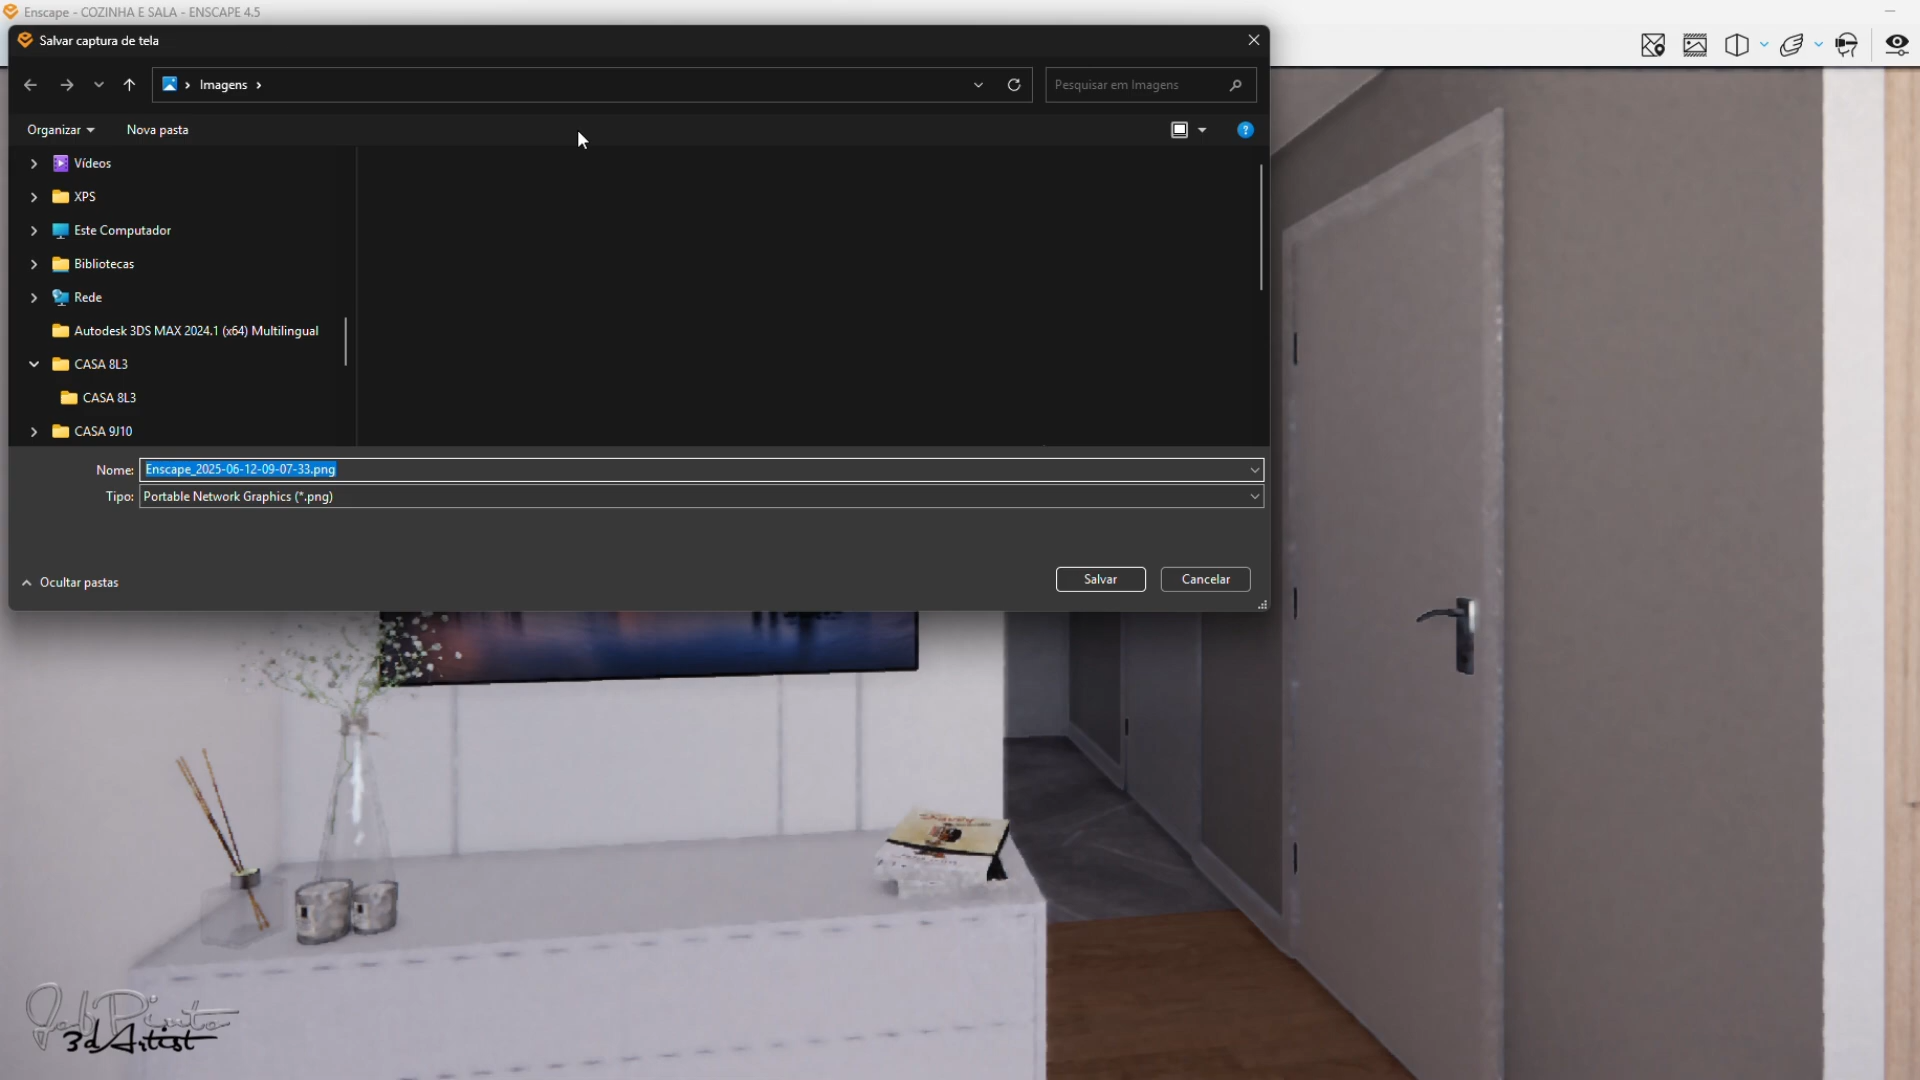 Enscape - COZINHA E SALA - ENSCAPE 4.5
Salvar captura de tela
Imagens
Pesquisar em Imagens
Organizar
Nova pasta
Vídeos
XPS
Este Computador
Bibliotecas
Rede
Autodesk 3DS MAX 2024.1 (x64) Multilingual
CASA 8L3
CASA 8L3
CASA 9J10
Nome: Enscape_2025-06-12-09-07-33.png
Tipo: Portable Network Graphics (*.png)
Ocultar pastas
Salvar
Cancelar
3d Artist